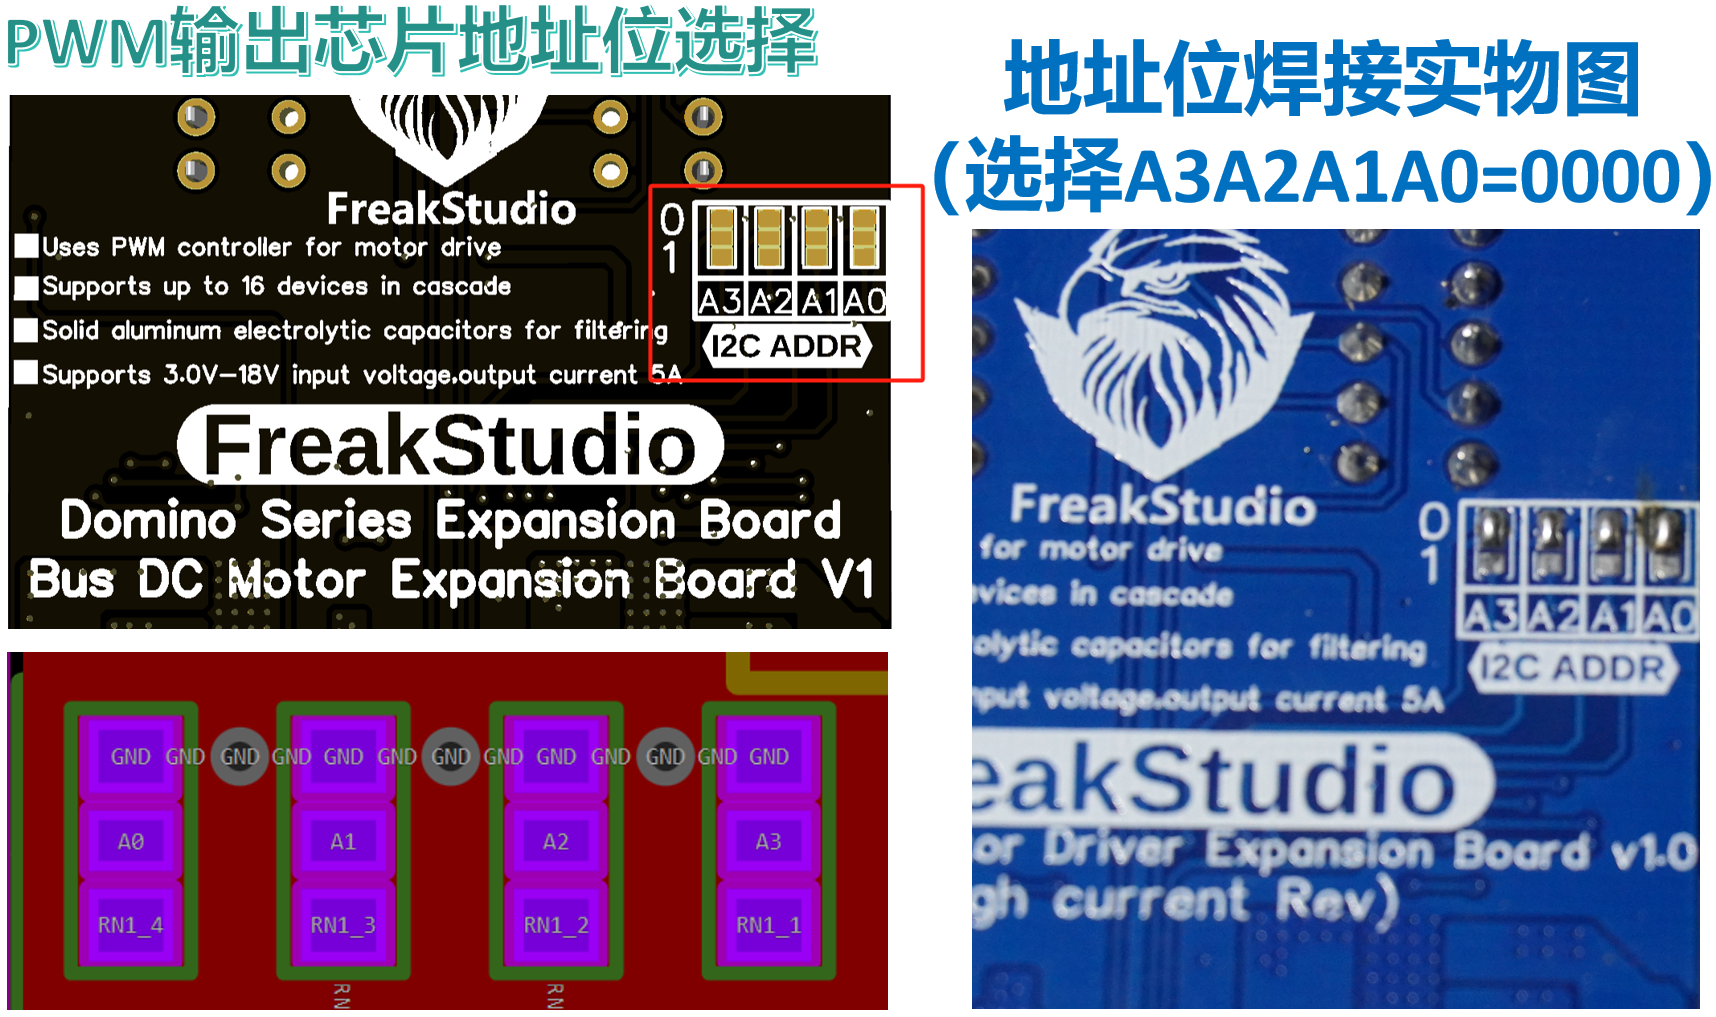 PWM输出芯片地址位选择
FreakStudio
Uses PWM controller for motor drive
Supports up to 16 devices in cascade
Solid aluminum electrolytic capacitors for filtering
Supports 3.0V-18V input voltage.output current 5A
0
1
A3 A2 A1 A0
I2C ADDR
FreakStudio
Domino Series Expansion Board
Bus DC Motor Expansion Board V1
GND GND GND GND GND GND GND GND GND GND GND GND GND
A0 A1 A2 A3
RN1_4 RN1_3 RN1_2 RN1_1
RN RN
地址位焊接实物图
(选择A3A2A1A0=0000)
FreakStudio
for motor drive
vices in cascade
olytic capacitors for filtering
nput voltage.output current 5A
0
1
A3 A2 A1 A0
I2C ADDR
eakStudio
or Driver Expansion Board v1.0
gh current Rev)